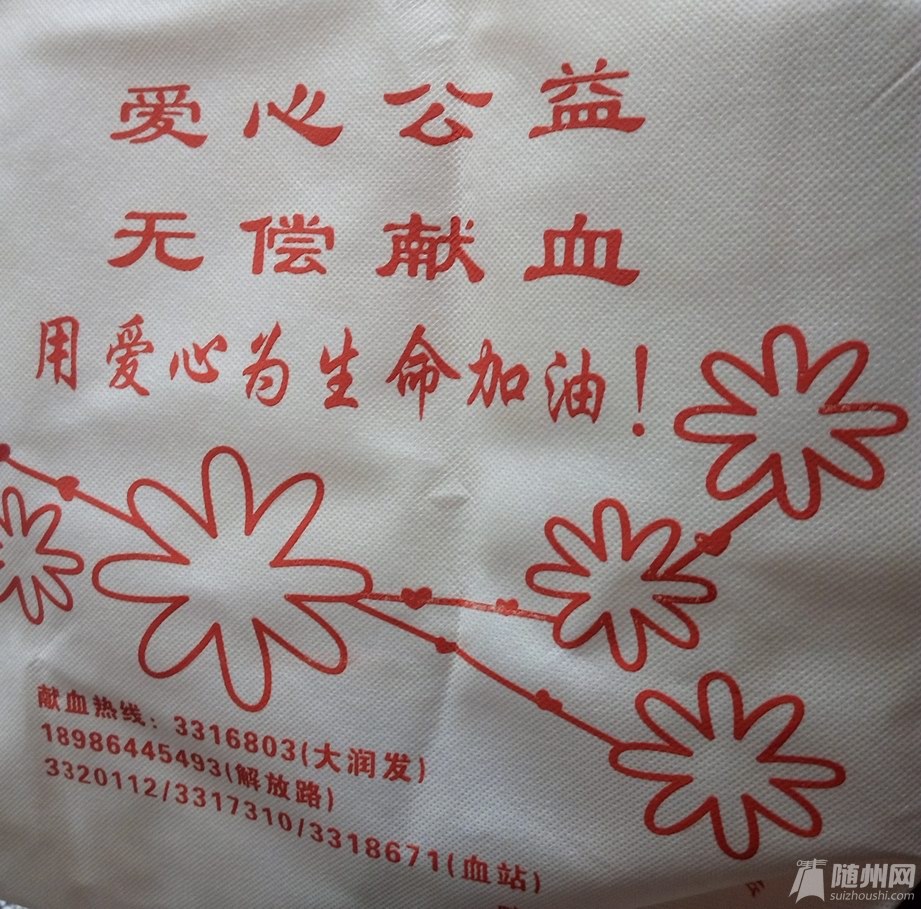 爱心公益
无偿献血
用爱心为生命加油！
献血热线：3316803(大润发)
18986445493(解放路)
3320112/3317310/3318671(血站)
随州网
suizhoushi.com